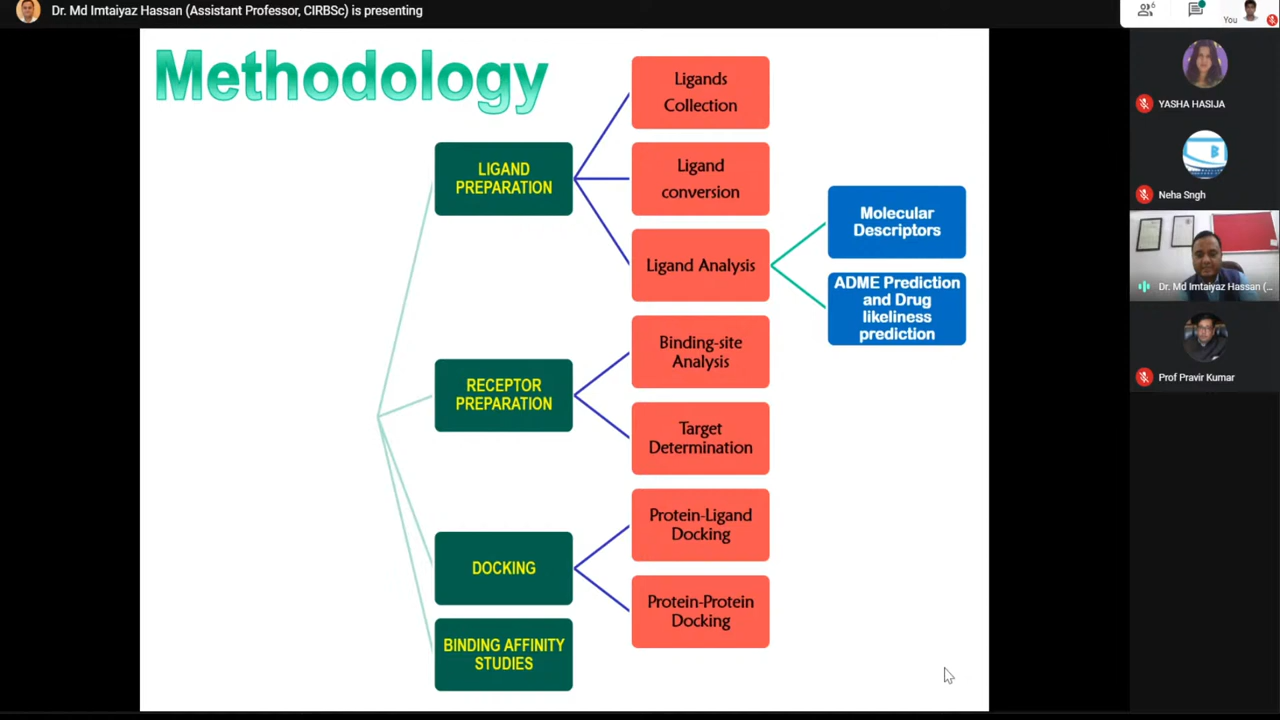 Dr. Md Imtaiyaz Hassan (Assistant Professor, CIRBSc) is presenting
6
You
Methodology
LIGAND
PREPARATION
Ligands
Collection
Ligand
conversion
Ligand Analysis
Molecular
Descriptors
ADME Prediction
and Drug
likeliness
prediction
RECEPTOR
PREPARATION
Binding-site
Analysis
Target
Determination
DOCKING
Protein-Ligand
Docking
Protein-Protein
Docking
BINDING AFFINITY
STUDIES
YASHA HASIJA
Neha Sngh
Dr. Md Imtaiyaz Hassan (...
Prof Pravir Kumar